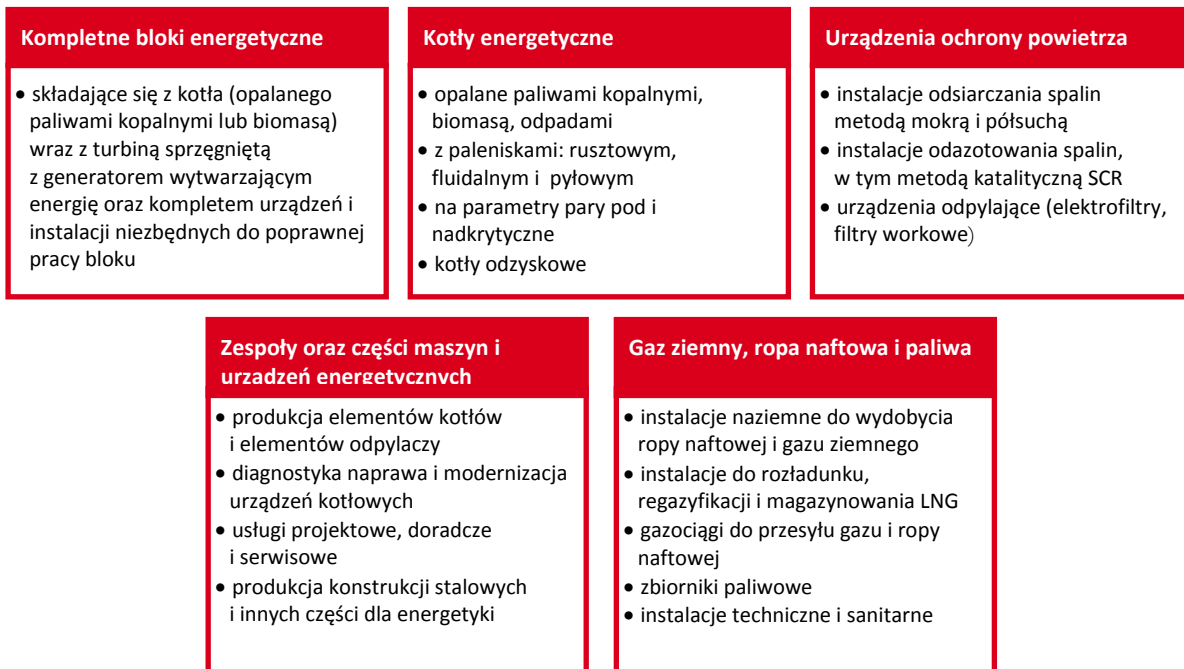 Kompletne bloki energetyczne
• składające się z kotła (opalanego
paliwami kopalnymi lub biomasą)
wraz z turbiną sprzęgniętą
z generatorem wytwarzającym
energię oraz kompletem urządzeń i
instalacji niezbędnych do poprawnej
pracy bloku
Kotły energetyczne
• opalane paliwami kopalnymi,
biomasą, odpadami
• z paleniskami: rusztowym,
fluidalnym i pyłowym
• na parametry pary pod i
nadkrytyczne
• kotły odzyskowe
Urządzenia ochrony powietrza
• instalacje odsiarczania spalin
metodą mokrą i półsuchą
• instalacje odazotowania spalin,
w tym metodą katalityczną SCR
• urządzenia odpylające (elektrofiltry,
filtry workowe)
Zespoły oraz części maszyn i
urządzeń energetycznych
• produkcja elementów kotłów
i elementów odpylaczy
• diagnostyka naprawa i modernizacja
urządzeń kotłowych
• usługi projektowe, doradcze
i serwisowe
• produkcja konstrukcji stalowych
i innych części dla energetyki
Gaz ziemny, ropa naftowa i paliwa
• instalacje naziemne do wydobycia
ropy naftowej i gazu ziemnego
• instalacje do rozładunku,
regazyfikacji i magazynowania LNG
• gazociągi do przesyłu gazu i ropy
naftowej
• zbiorniki paliwowe
• instalacje techniczne i sanitarne